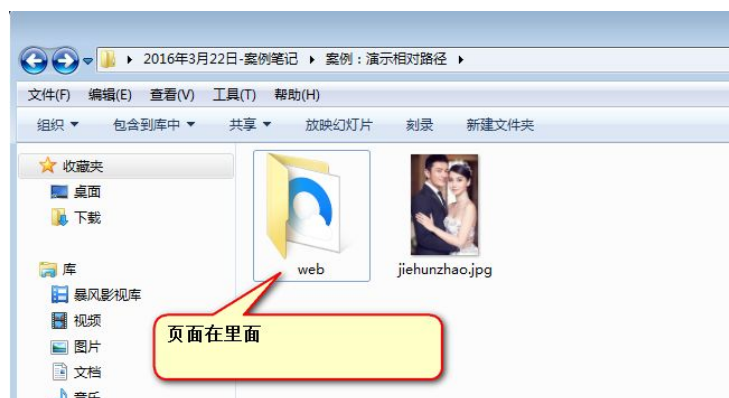 2016年3月22日-案例笔记 案例：演示相对路径
文件(F) 编辑(E) 查看(V) 工具(T) 帮助(H)
组织 包含到库中 共享 放映幻灯片 刻录 新建文件夹
收藏夹
桌面
下载
web jiehunzhao.jpg
库
暴风影视库
视频
页面在里面
图片
文档
音乐